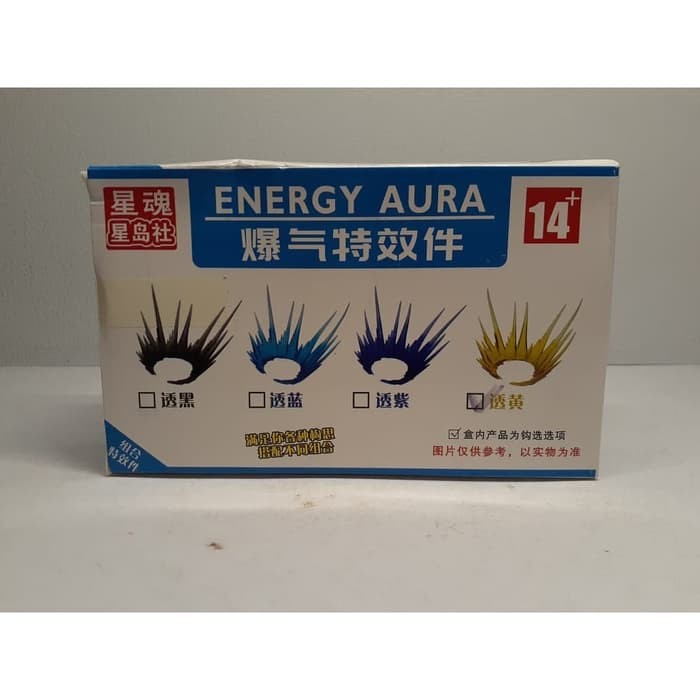 星魂
星岛社
ENERGY AURA
爆气特效件
14+
透黑
透蓝
透紫
透黄
组合
特效件
满足你各种构想
搭配不同组合
盒内产品为钩选选项
图片仅供参考，以实物为准